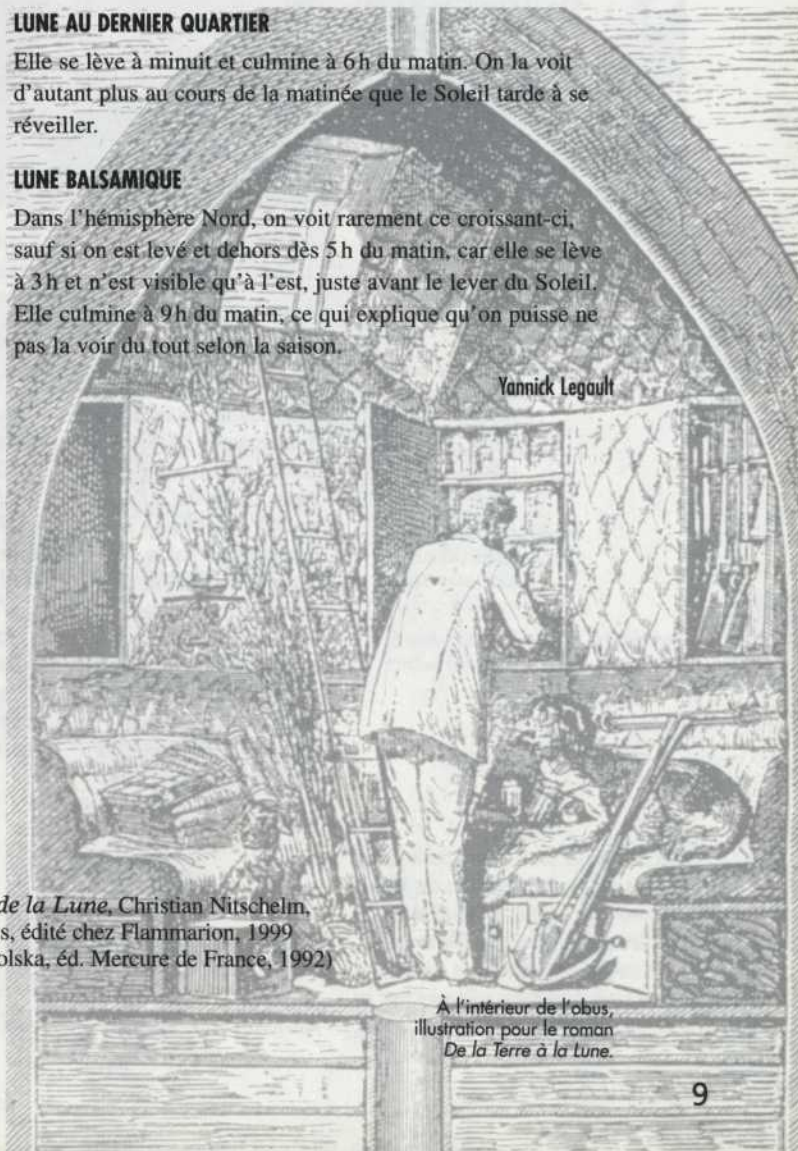 LUNE AU DERNIER QUARTIER
Elle se lève à minuit et culmine à 6 h du matin. On la voit
d'autant plus au cours de la matinée que le Soleil tarde à se
réveiller.
LUNE BALSAMIQUE
Dans l'hémisphère Nord, on voit rarement ce croissant-ci,
sauf si on est levé et dehors dès 5 h du matin, car elle se lève
à 3 h et n'est visible qu'à l'est, juste avant le lever du Soleil.
Elle culmine à 9 h du matin, ce qui explique qu'on puisse ne
pas la voir du tout selon la saison.
Yannick Legault
de la Lune, Christian Nitschelm,
s, édité chez Flammarion, 1999
olska, éd. Mercure de France, 1992)
À l'intérieur de l'obus,
illustration pour le roman
De la Terre à la Lune.
9